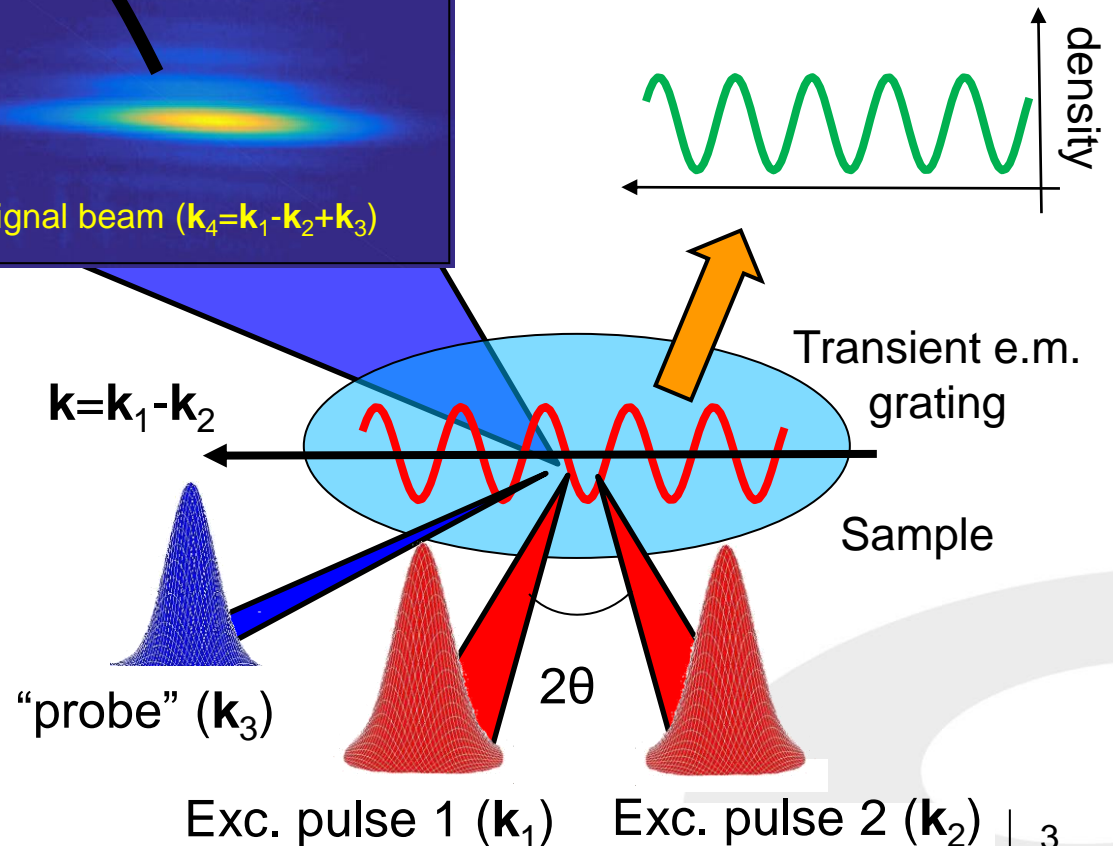 density
ignal beam (k₄=k₁-k₂+k₃)
Transient e.m.
grating
k=k₁-k₂
Sample
2θ
“probe” (k₃)
Exc. pulse 1 (k₁)
Exc. pulse 2 (k₂)
3